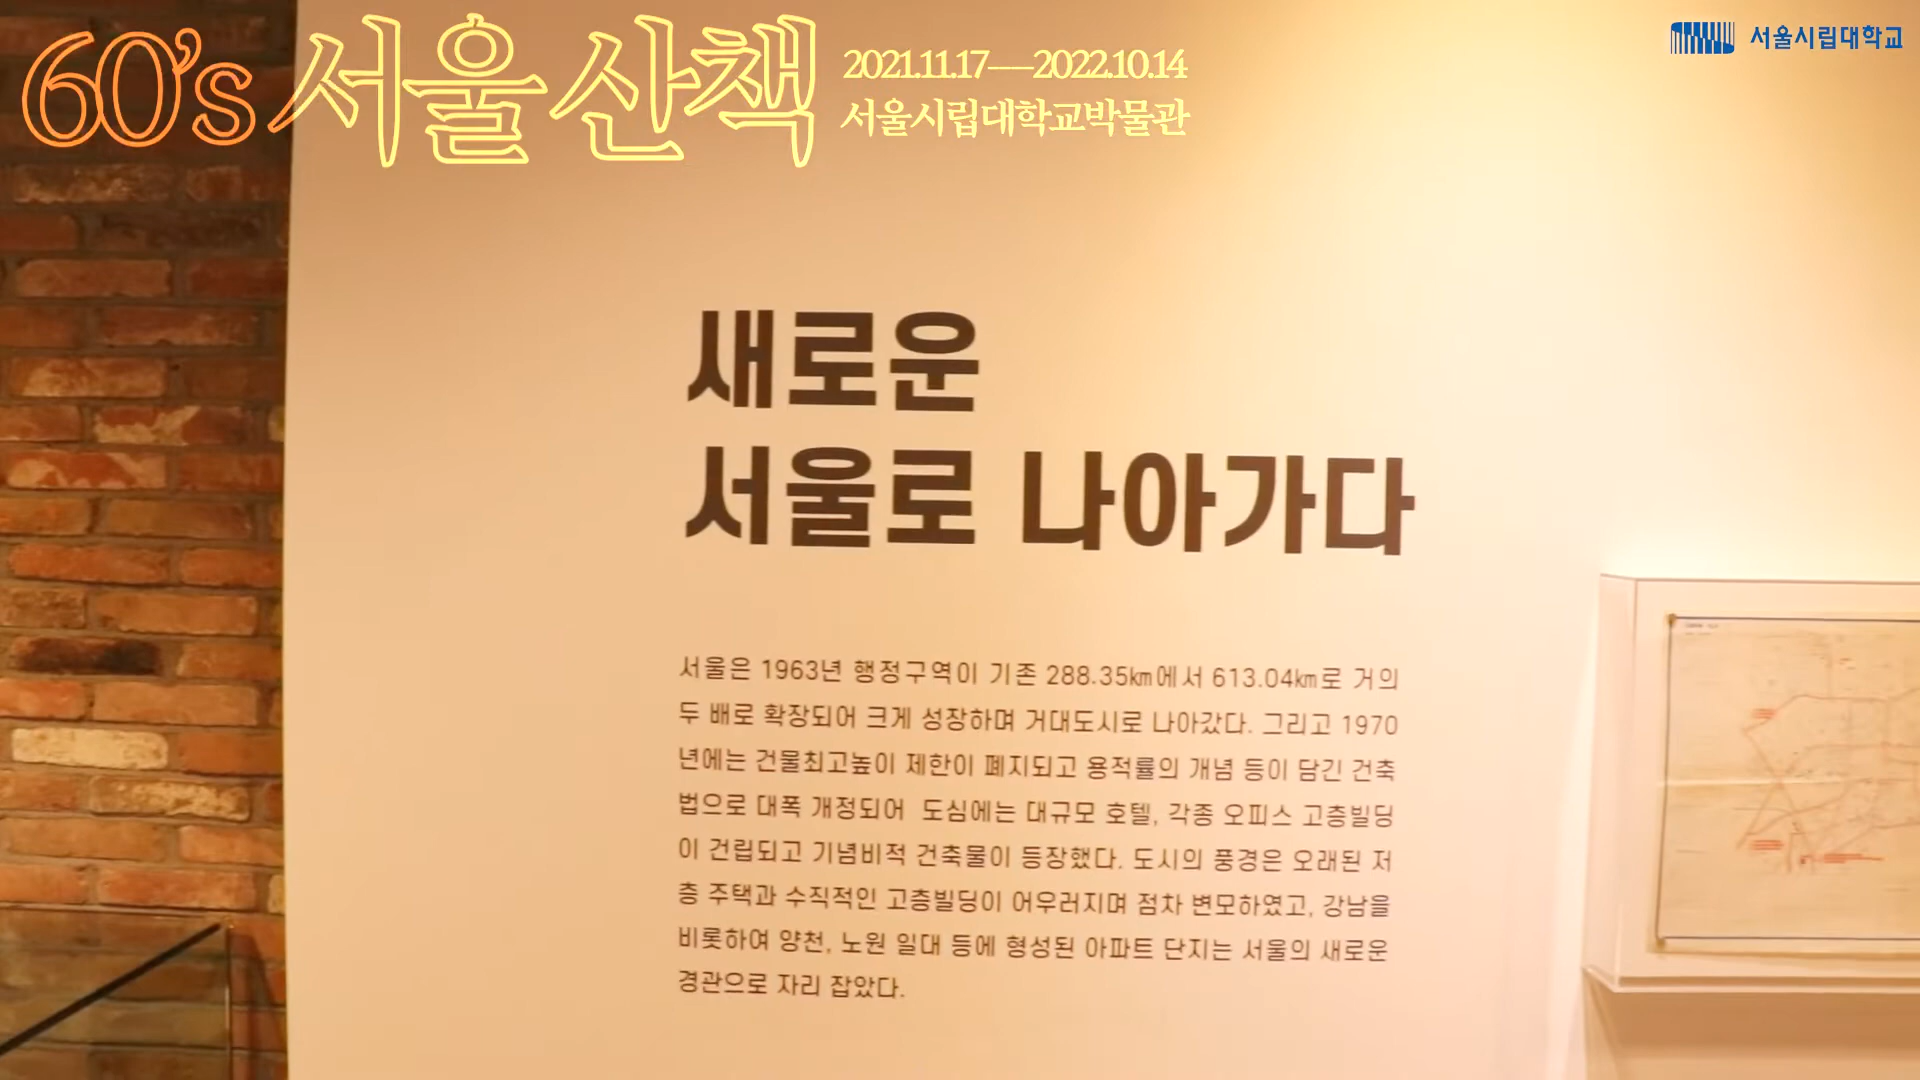 60's 서울 산책
2021.11.17—2022.10.14
서울시립대학교박물관
서울시립대학교
새로운
서울로 나아가다
서울은 1963년 행정구역이 기존 288.35㎢에서 613.04㎢로 거의
두 배로 확장되어 크게 성장하며 거대도시로 나아갔다. 그리고 1970
년에는 건물최고높이 제한이 폐지되고 용적률의 개념 등이 담긴 건축
법으로 대폭 개정되어 도심에는 대규모 호텔, 각종 오피스 고층빌딩
이 건립되고 기념비적 건축물이 등장했다. 도시의 풍경은 오래된 저
층 주택과 수직적인 고층빌딩이 어우러지며 점차 변모하였고, 강남을
비롯하여 양천, 노원 일대 등에 형성된 아파트 단지는 서울의 새로운
경관으로 자리 잡았다.